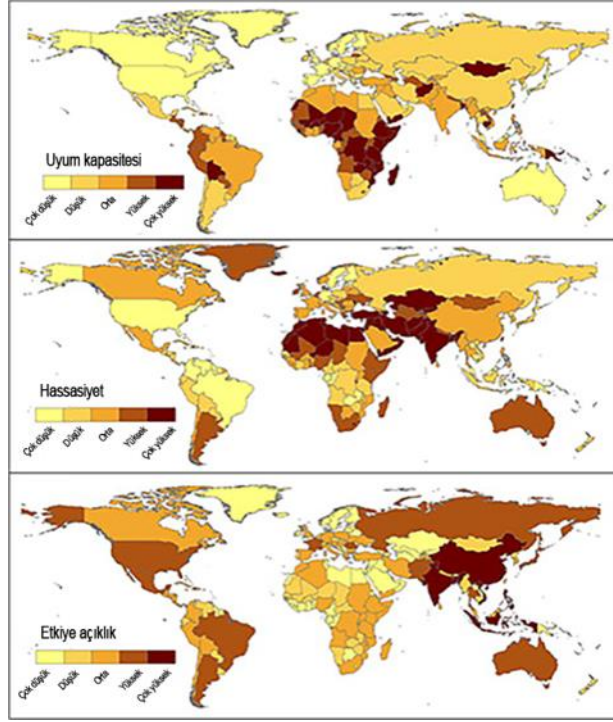 Uyum kapasitesi
Çok düşük
Düşük
Orta
Yüksek
Çok yüksek
Hassasiyet
Çok düşük
Düşük
Orta
Yüksek
Çok yüksek
Etkiye açıklık
Çok düşük
Düşük
Orta
Yüksek
Çok yüksek